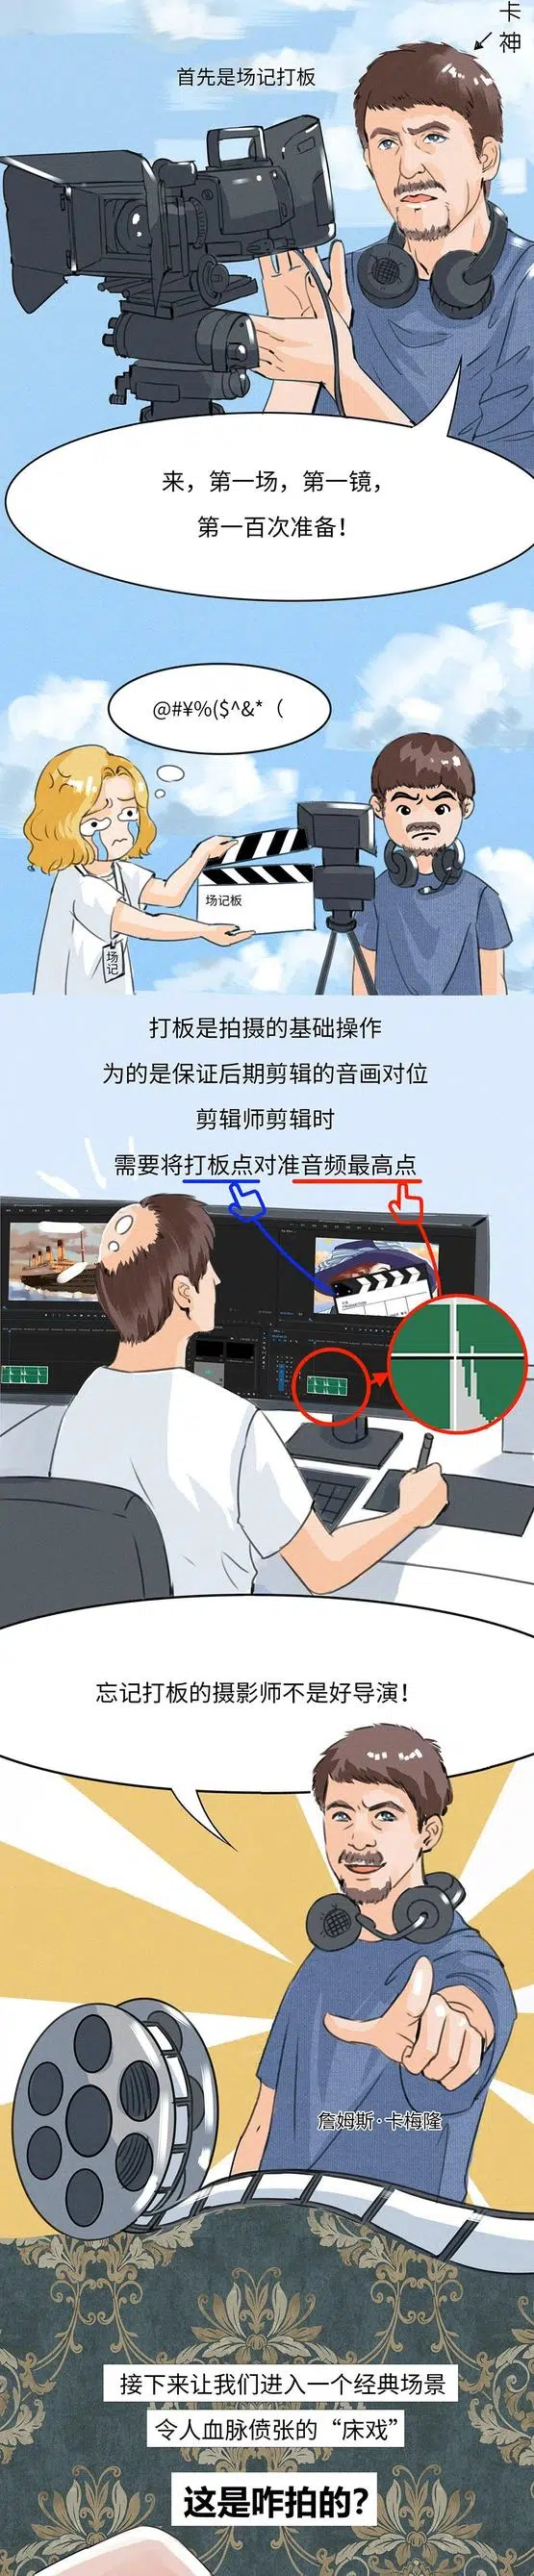 卡神
首先是场记打板
来，第一场，第一镜，
第一百次准备！
@#¥%($^&*（
场记板
场记
打板是拍摄的基础操作
为的是保证后期剪辑的音画对位
剪辑师剪辑时
需要将打板点对准音频最高点
忘记打板的摄影师不是好导演！
詹姆斯·卡梅隆
接下来让我们进入一个经典场景
令人血脉偾张的“床戏”
这是咋拍的？